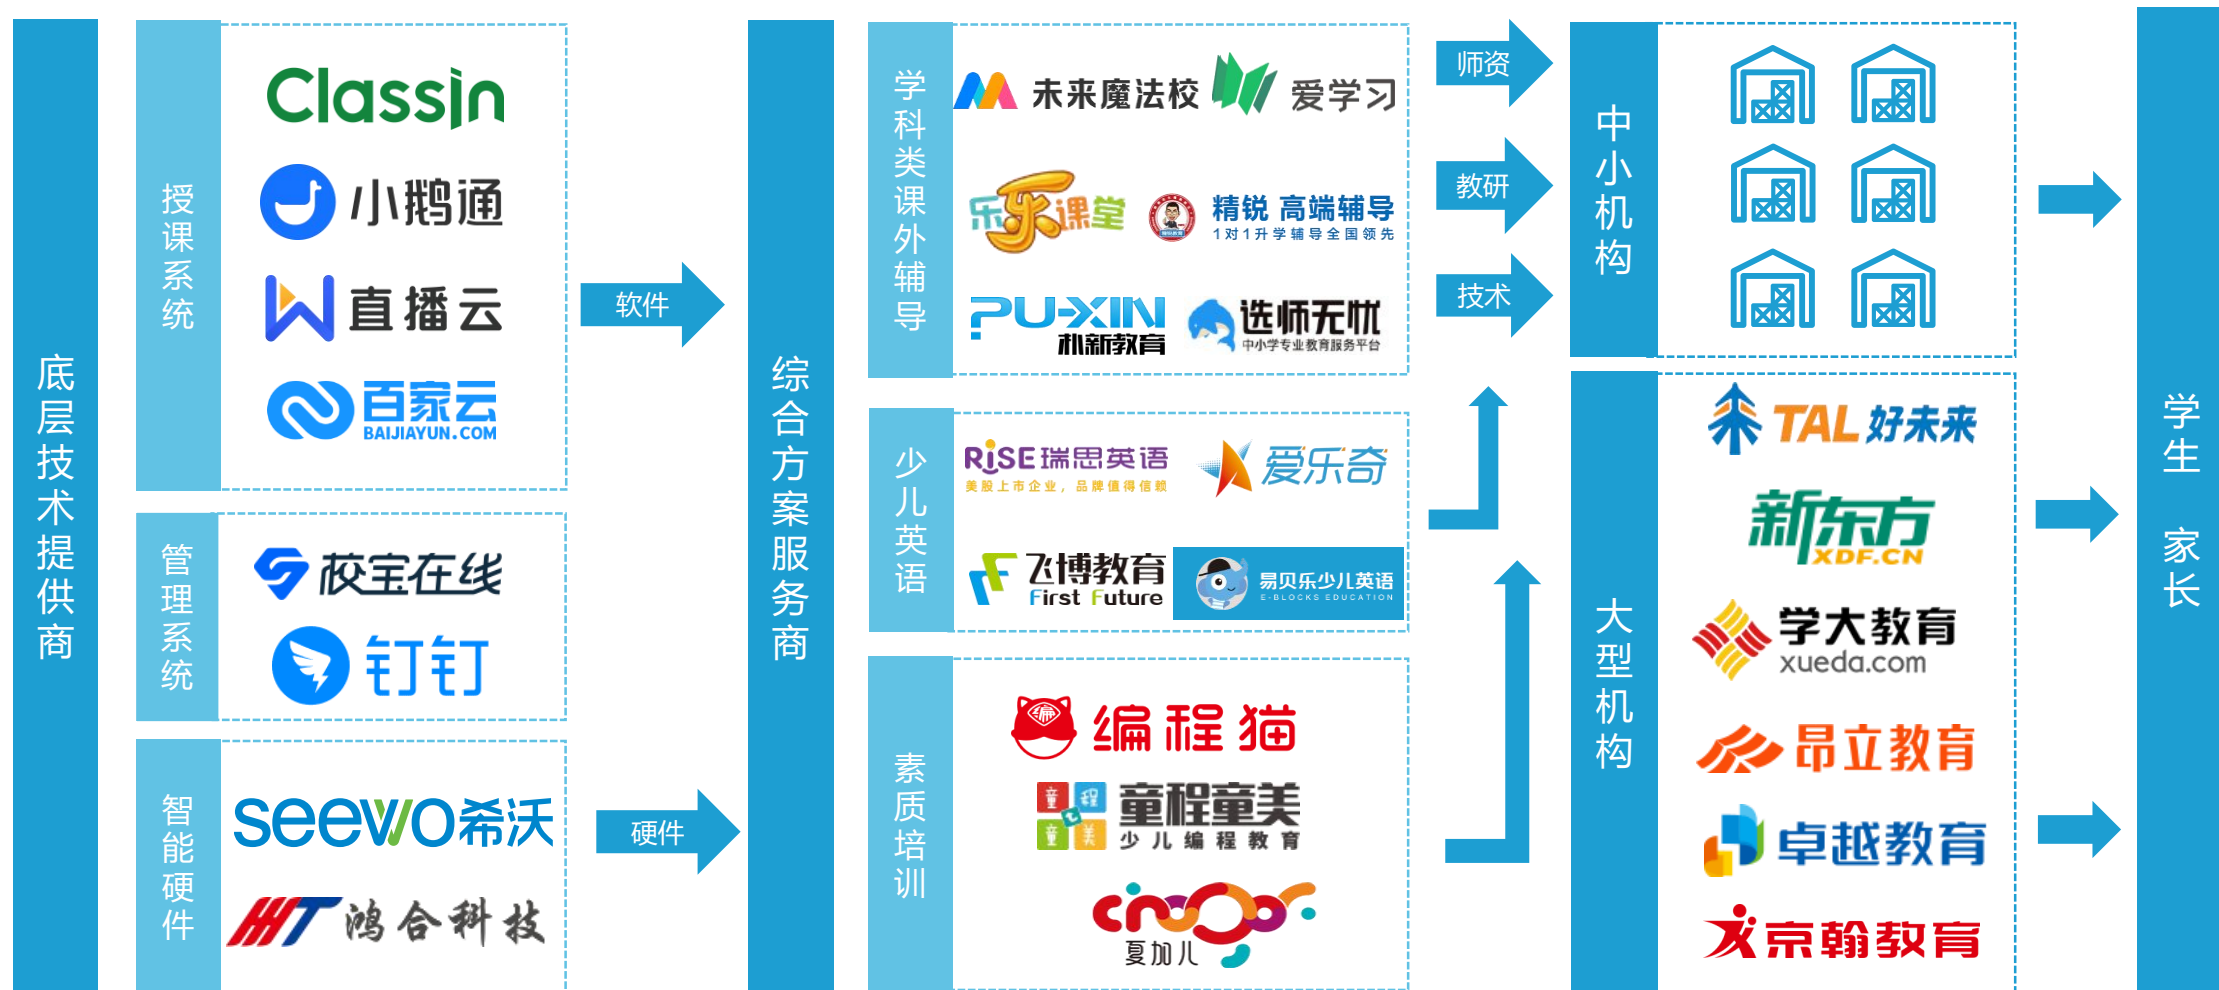 底层技术提供商
授课系统
Classin
小鹅通
直播云
百家云
BAIJIAYUN.COM
管理系统
校宝在线
钉钉
智能硬件
seewo希沃
HHT 鸿合科技
软件
硬件
综合方案服务商
学科类课外辅导
未来魔法校
爱学习
乐乐课堂
精锐 高端辅导
1对1升学辅导全国领先
PU-XIN
朴新教育
选师无忧
中小学专业教育服务平台
少儿英语
RiSE瑞思英语
美股上市企业，品牌值得信赖
爱乐奇
飞博教育
First Future
易贝乐少儿英语
E-BLOCKS EDUCATION
素质培训
编
编程猫
童 程
童 美
童程童美
少儿编程教育
夏加儿
师资
教研
技术
中小机构
大型机构
TAL好未来
新东方
XDF.CN
学大教育
xueda.com
昂立教育
卓越教育
京翰教育
学生 家长